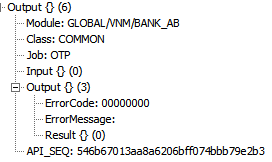 Output {} (6)
Module: GLOBAL/VNM/BANK_AB
Class: COMMON
Job: OTP
Input {} (0)
Output {} (3)
ErrorCode: 00000000
ErrorMessage:
Result {} (0)
API_SEQ: 546b67013aa8a6206bff074bbb79e2b3